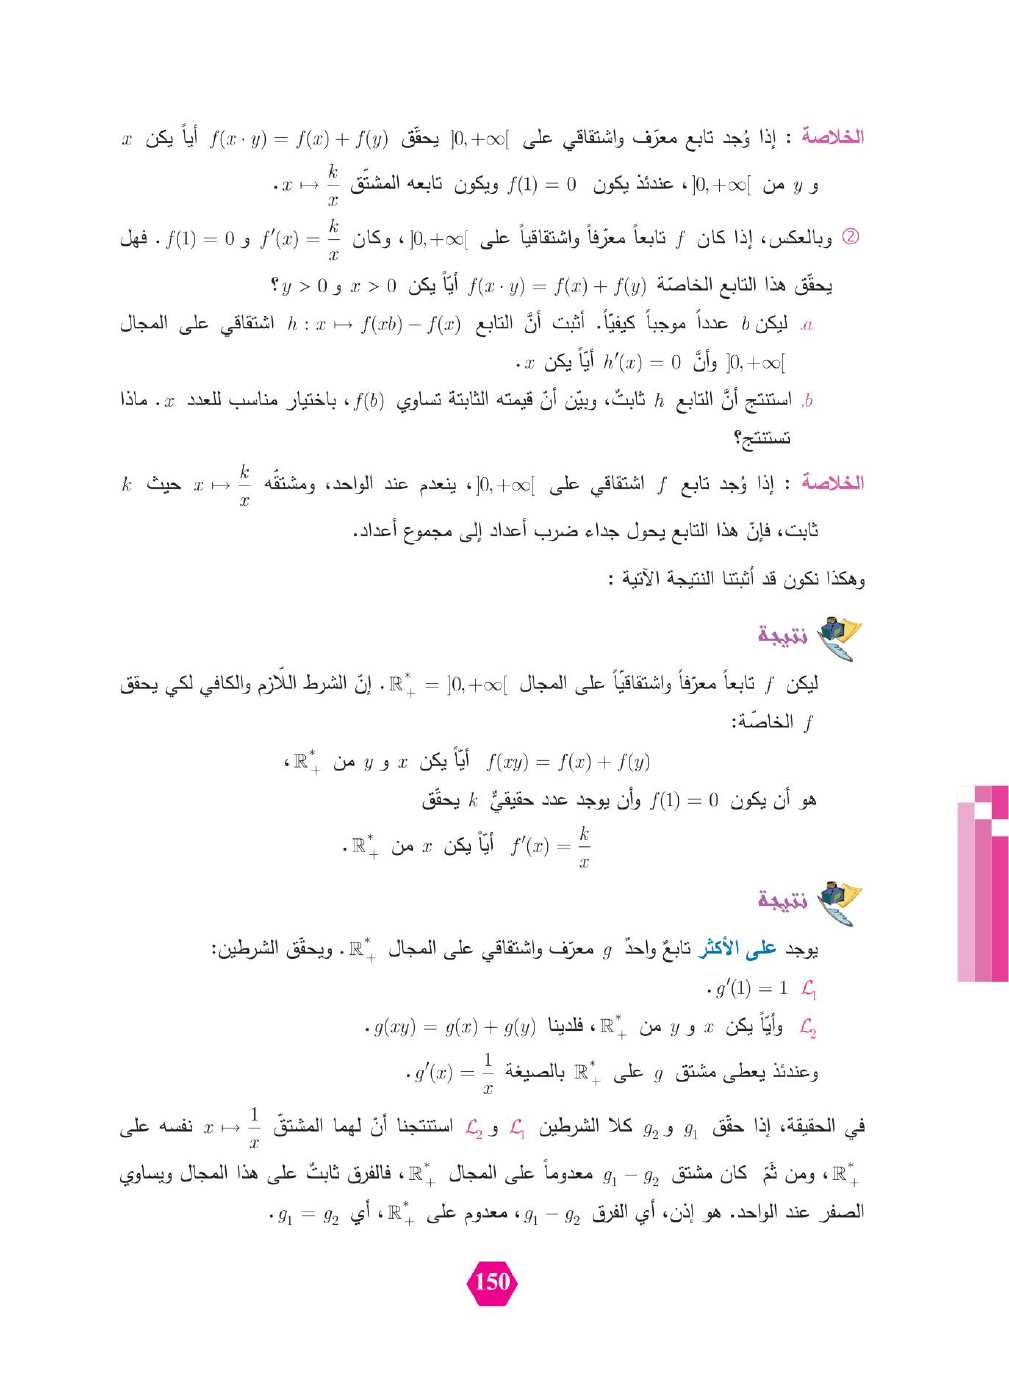 الخلاصة : إذا وُجد تابع معرّف واشتقاقي على ]0,+∞[ يحقّق f(x · y) = f(x) + f(y) أياً يكن x
و y من ]0,+∞[ ، عندئذ يكون f(1) = 0 ويكون تابعه المشتّق x ↦ k/x .
② وبالعكس، إذا كان f تابعاً معرّفاً واشتقاقياً على ]0,+∞[ ، وكان f′(x) = k/x و f(1) = 0 . فهل
يحقّق هذا التابع الخاصّة f(x · y) = f(x) + f(y) أيّاً يكن x > 0 و y > 0 ؟
a. ليكن b عدداً موجباً كيفيّاً. أثبت أنَّ التابع h : x ↦ f(xb) − f(x) اشتقاقي على المجال
]0,+∞[ وأنَّ h′(x) = 0 أيّاً يكن x .
b. استنتج أنَّ التابع h ثابتٌ، وبيّن أنّ قيمته الثابتة تساوي f(b) ، باختيار مناسب للعدد x . ماذا
تستنتج؟
الخلاصة : إذا وُجد تابع f اشتقاقي على ]0,+∞[ ، ينعدم عند الواحد، ومشتقّه x ↦ k/x حيث k
ثابت، فإنّ هذا التابع يحول جداء ضرب أعداد إلى مجموع أعداد.
وهكذا نكون قد أثبتنا النتيجة الآتية :
نتيجة
ليكن f تابعاً معرّفاً واشتقاقيّاً على المجال ℝ₊* = ]0,+∞[ . إنّ الشرط اللّازم والكافي لكي يحقق
f الخاصّة:
f(xy) = f(x) + f(y) أيّاً يكن x و y من ℝ₊* ،
هو أن يكون f(1) = 0 وأن يوجد عدد حقيقيٌّ k يحقّق
f′(x) = k/x أيّاً يكن x من ℝ₊* .
نتيجة
يوجد على الأكثر تابعٌ واحدٌ g معرّف واشتقاقي على المجال ℝ₊* . ويحقّق الشرطين:
ℒ₁ g′(1) = 1 .
ℒ₂ وأيّاً يكن x و y من ℝ₊* ، فلدينا g(xy) = g(x) + g(y) .
وعندئذ يعطى مشتق g على ℝ₊* بالصيغة g′(x) = 1/x .
في الحقيقة، إذا حقّق g₁ و g₂ كلا الشرطين ℒ₁ و ℒ₂ استنتجنا أنّ لهما المشتقّ x ↦ 1/x نفسه على
ℝ₊* ، ومن ثَمّ كان مشتق g₁ − g₂ معدوماً على المجال ℝ₊* ، فالفرق ثابتٌ على هذا المجال ويساوي
الصفر عند الواحد. هو إذن، أي الفرق g₁ − g₂ ، معدوم على ℝ₊* ، أي g₁ = g₂ .
150